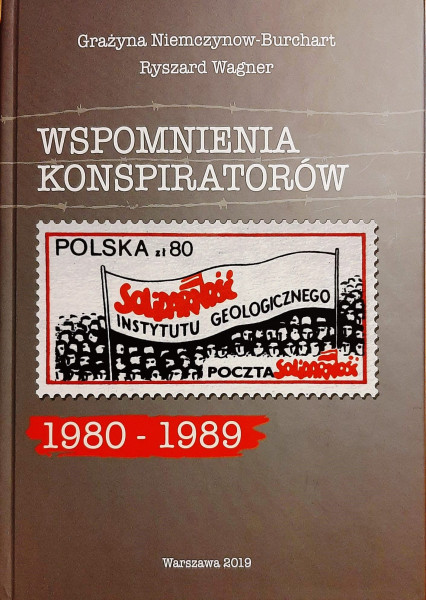 Grażyna Niemczynow-Burchart
Ryszard Wagner
WSPOMNIENIA
KONSPIRATORÓW
POLSKA zł 80
SOLIDARNOŚĆ
INSTYTUTU GEOLOGICZNEGO
POCZTA SOLIDARNOŚĆ
1980 - 1989
Warszawa 2019